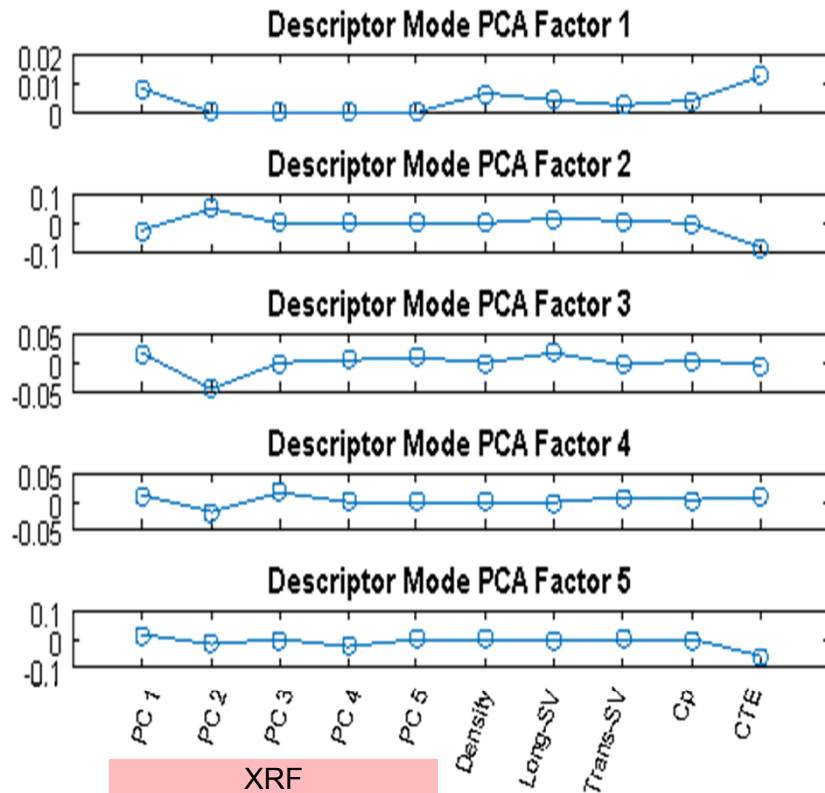 Descriptor Mode PCA Factor 1
0.02
0.01
0
Descriptor Mode PCA Factor 2
0.1
0
-0.1
Descriptor Mode PCA Factor 3
0.05
0
-0.05
Descriptor Mode PCA Factor 4
0.05
0
-0.05
Descriptor Mode PCA Factor 5
0.1
0
-0.1
PC 1
PC 2
PC 3
PC 4
PC 5
Density
Long-SV
Trans-SV
Cp
CTE
XRF